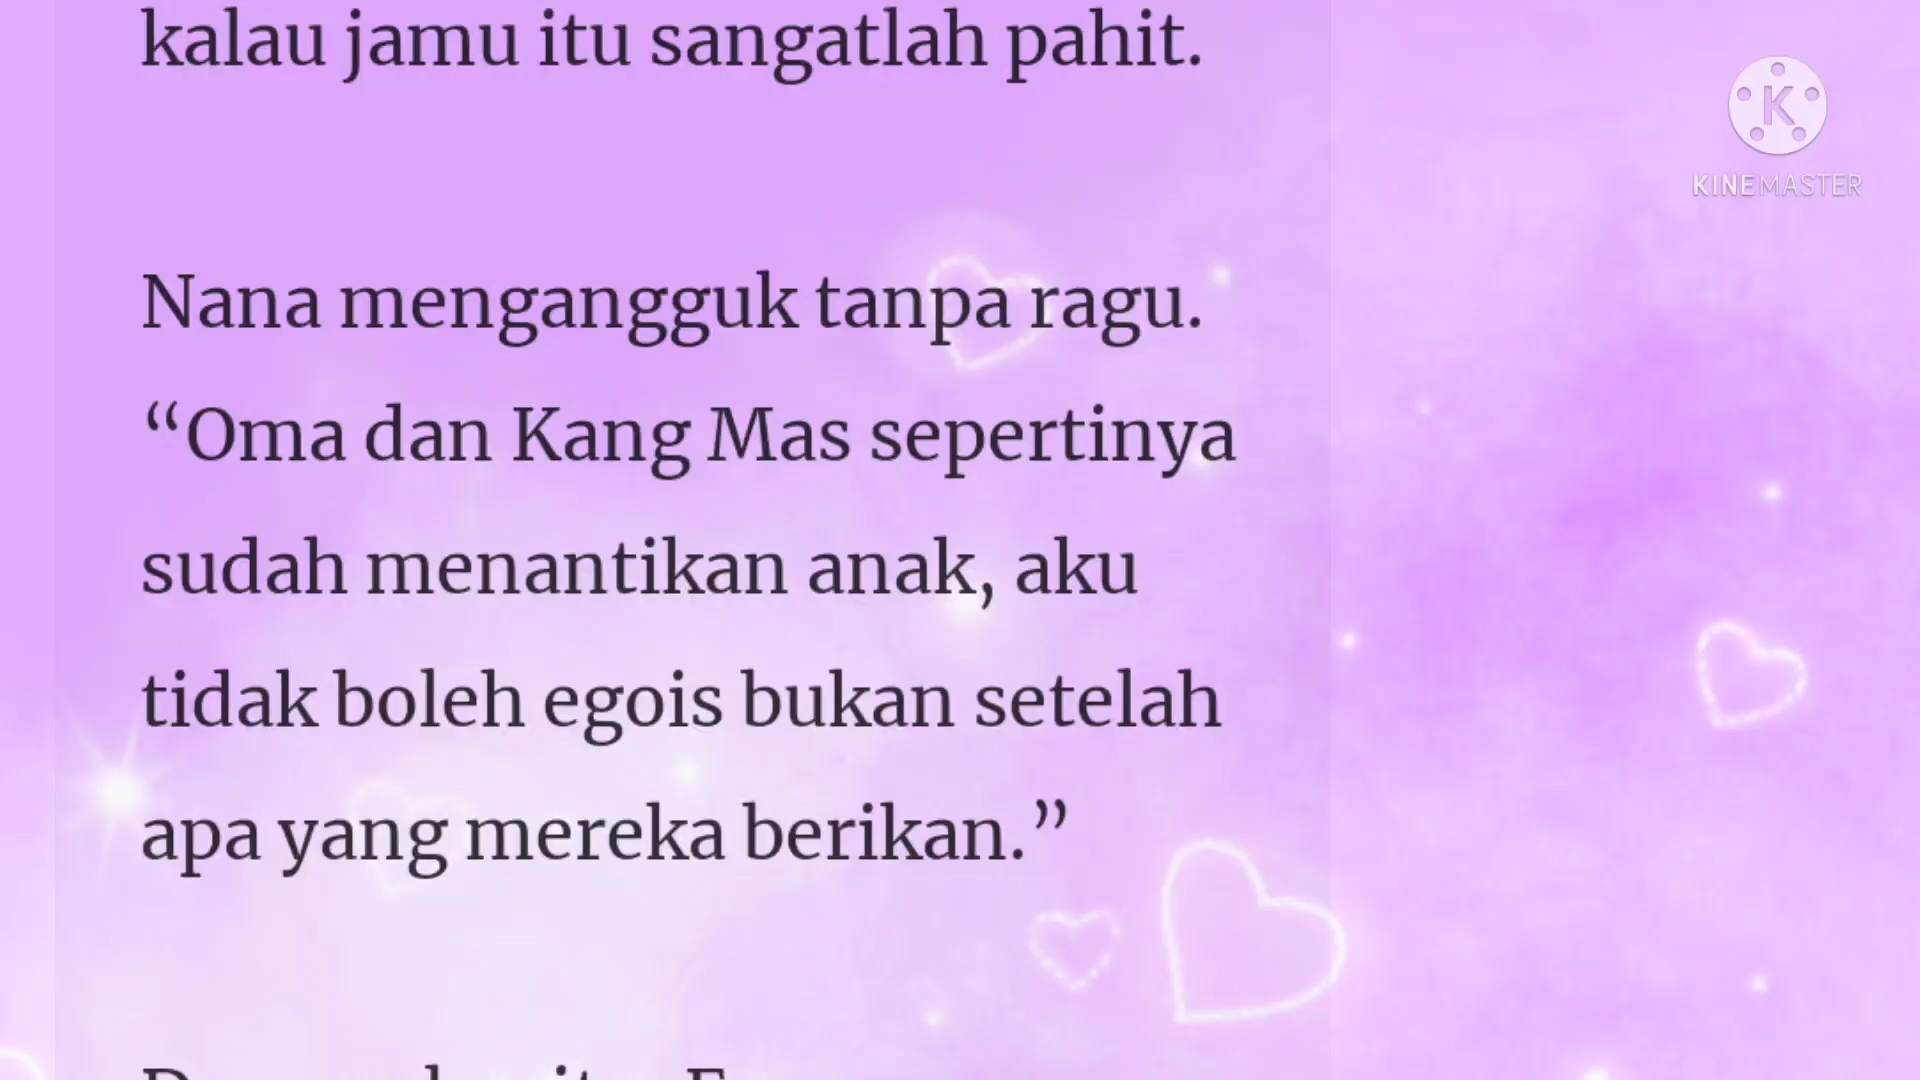 kalau jamu itu sangatlah pahit.
Nana mengangguk tanpa ragu.
“Oma dan Kang Mas sepertinya
sudah menantikan anak, aku
tidak boleh egois bukan setelah
apa yang mereka berikan.”
K
KINEMASTER